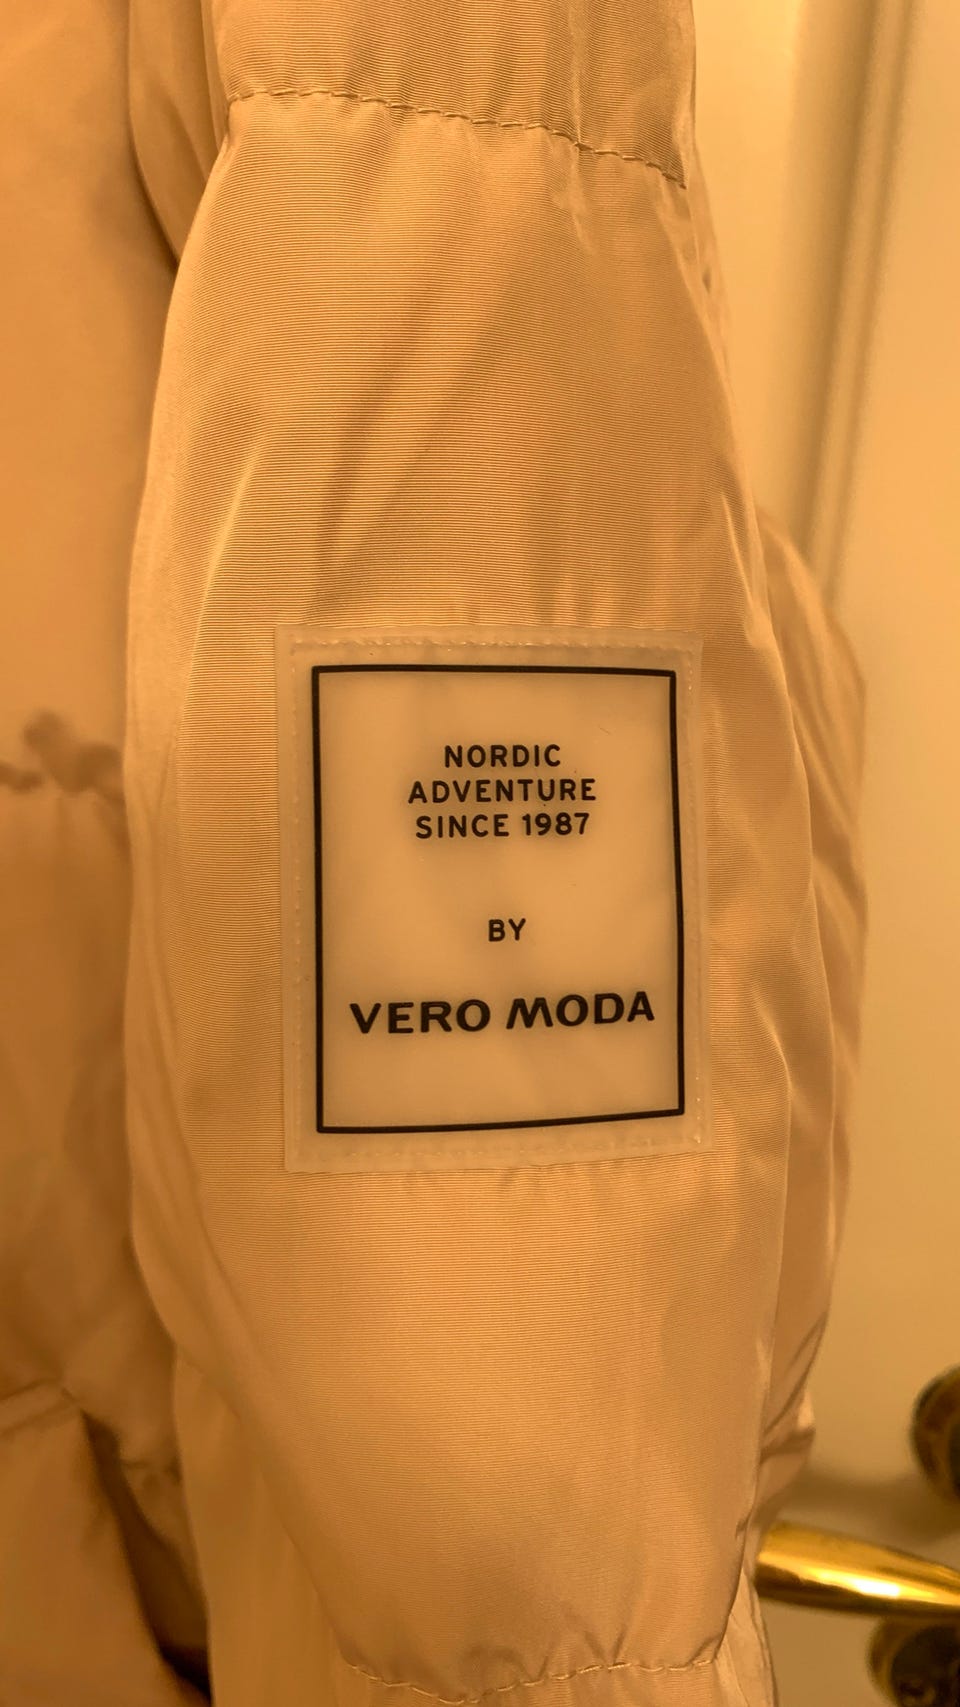 NORDIC
ADVENTURE
SINCE 1987
BY
VERO MODA